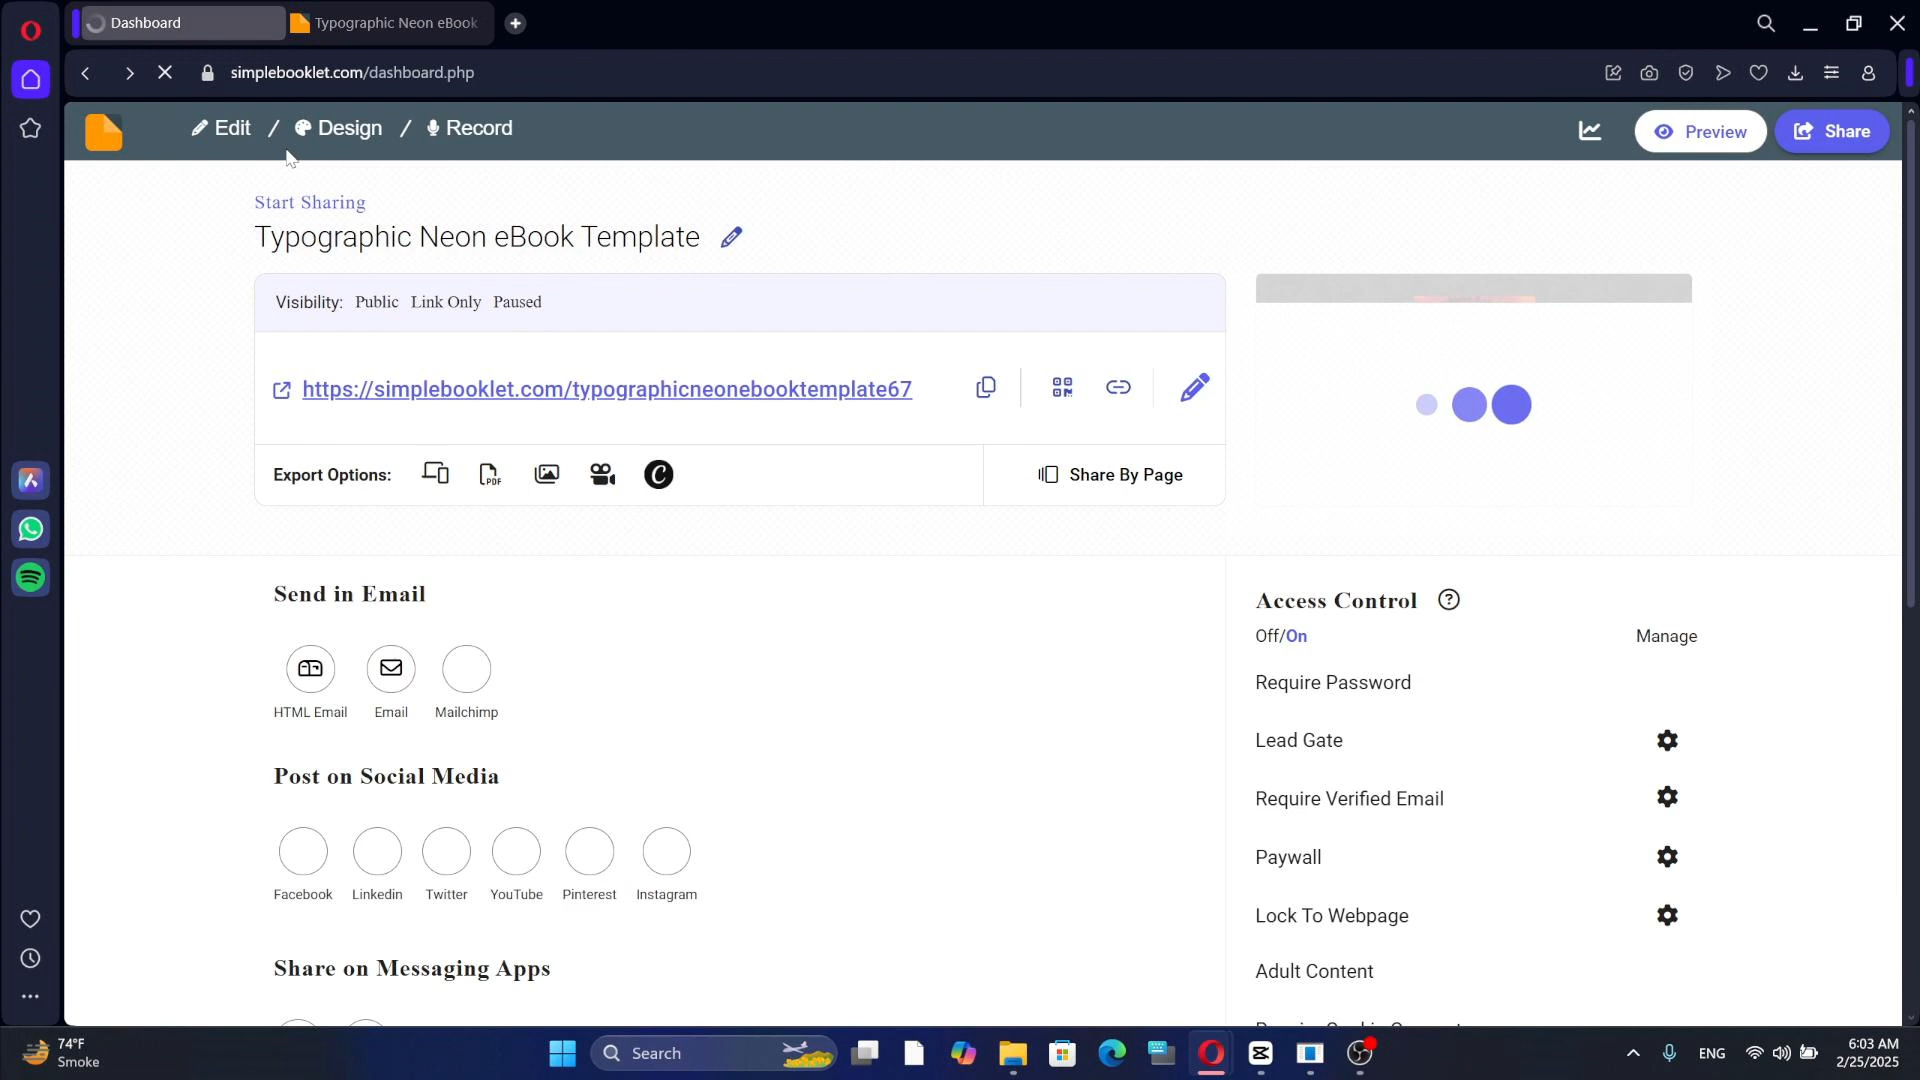 Dashboard
Typographic Neon eBook
simplebooklet.com/dashboard.php
Edit / Design / Record
Preview
Share
Start Sharing
Typographic Neon eBook Template
Visibility: Public Link Only Paused
https://simplebooklet.com/typographicneonebooktemplate67
Export Options:
PDF
C
Share By Page
Send in Email
HTML Email
Email
Mailchimp
Post on Social Media
Facebook
Linkedin
Twitter
YouTube
Pinterest
Instagram
Share on Messaging Apps
Access Control
?
Off/On
Manage
Require Password
Lead Gate
Require Verified Email
Paywall
Lock To Webpage
Adult Content
74°F
Smoke
Search
ENG
6:03 AM
2/25/2025